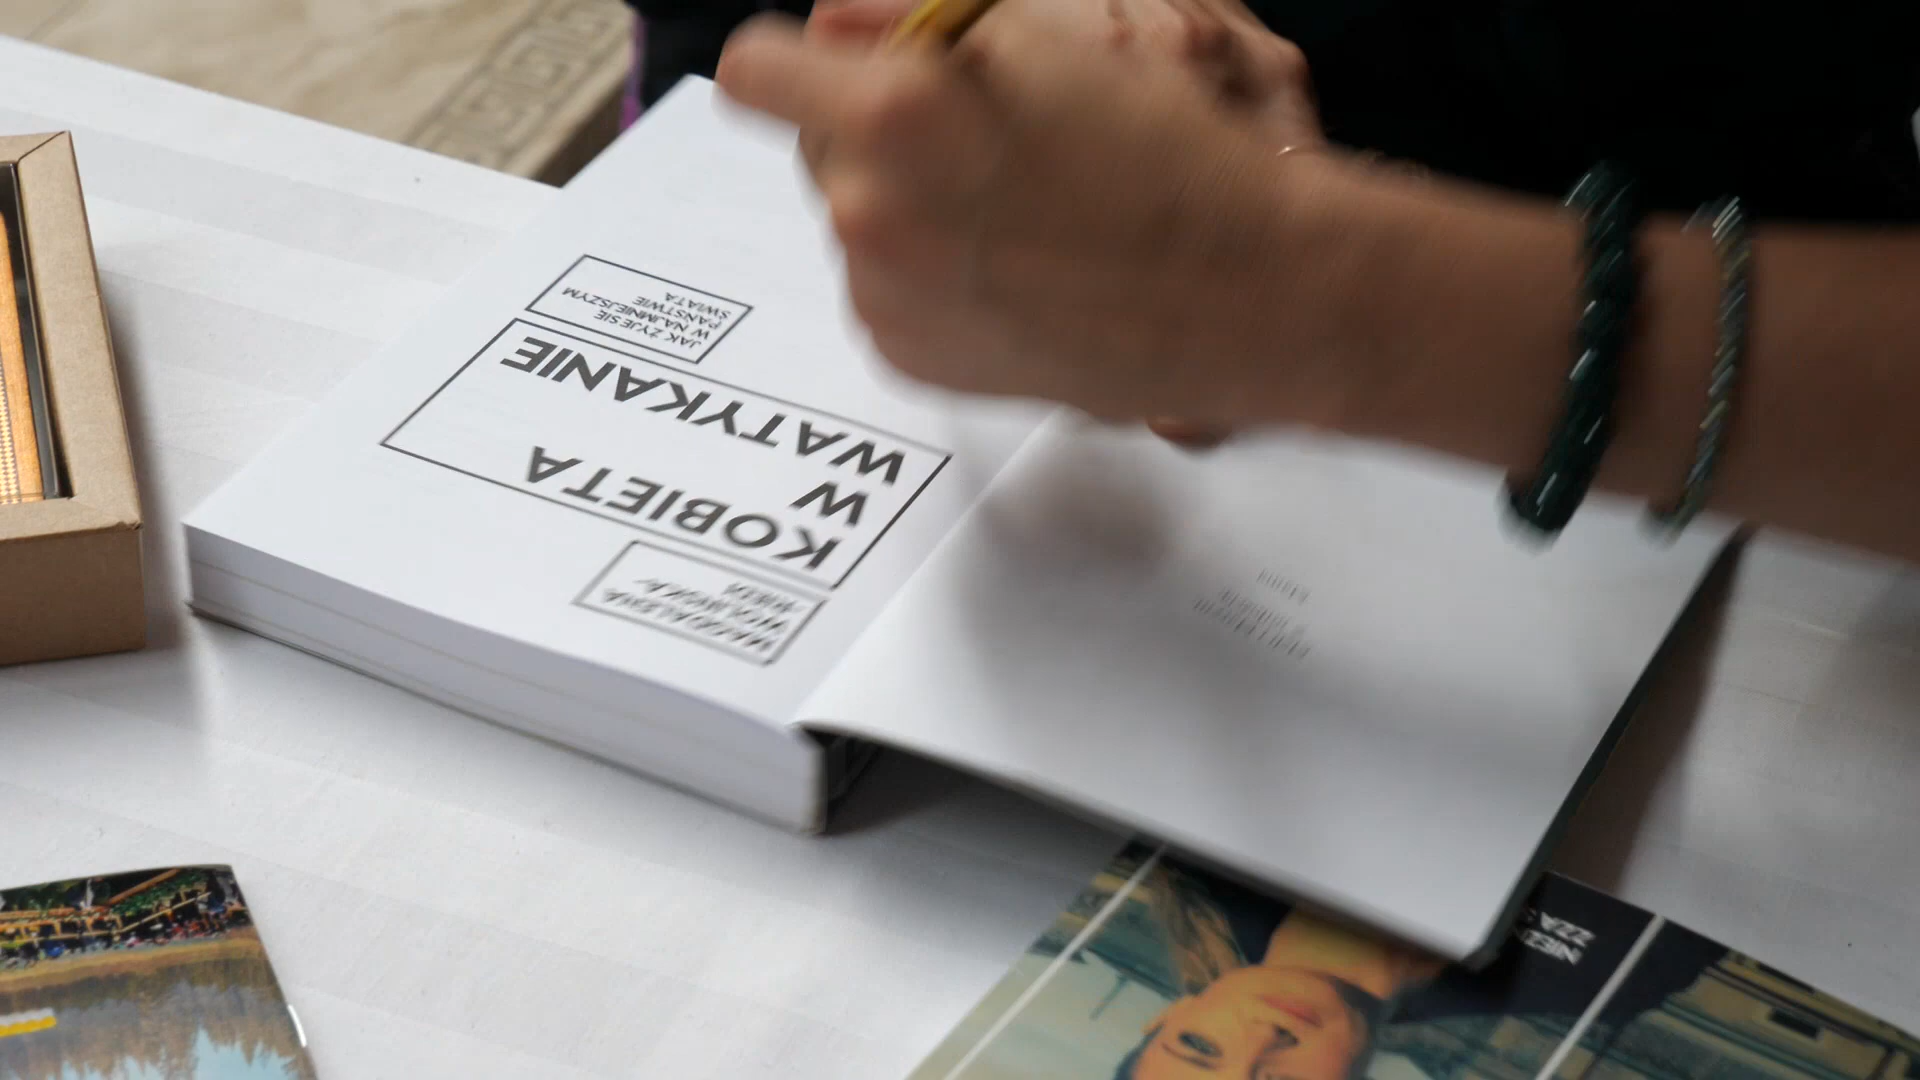 MAGDALENA
WOLIŃSKA-
RIEDI
KOBIETA
W
WATYKANIE
JAK ŻYJE SIĘ
W NAJMNIEJSZYM
PAŃSTWIE
ŚWIATA